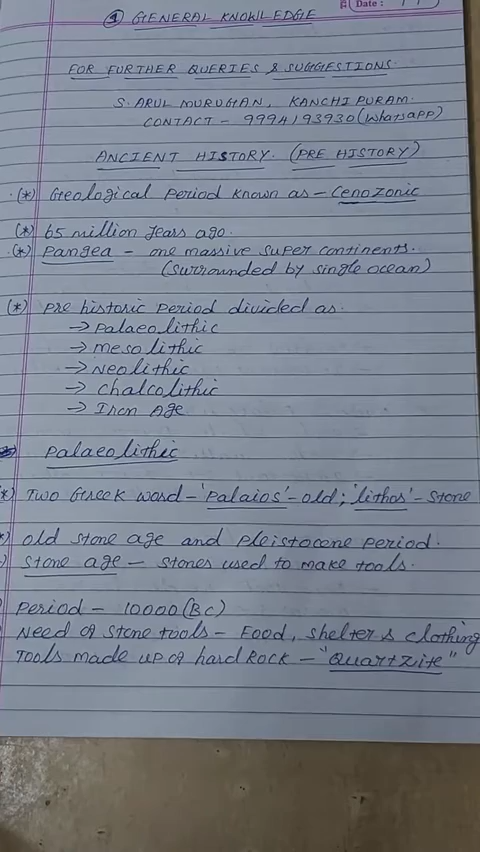 Date :
① GENERAL KNOWLEDGE
FOR FURTHER QUERIES & SUGGESTIONS.
S. ARUL MURUGAN, KANCHIPURAM.
CONTACT - 9994193930 (WhatsAPP)
ANCIENT HISTORY. (PRE HISTORY)
(*) Geological Period known as - Cenozonic
(*) 65 million years ago.
(*) Pangea - one massive super continents.
(surrounded by single ocean)
(*) Pre historic period divided as.
→ Palaeolithic
→ mesolithic
→ Neolithic
→ Chalcolithic
→ Iron Age
Palaeolithic
*) Two Greek word - 'Palaios' - old; 'lithos' - stone
*) old stone age and Pleistocene Period.
) Stone age - stones used to make tools.
) Period - 10000 (BC)
Need of stone tools - Food, shelter & clothing
Tools made up of hard Rock - "Quartzite"